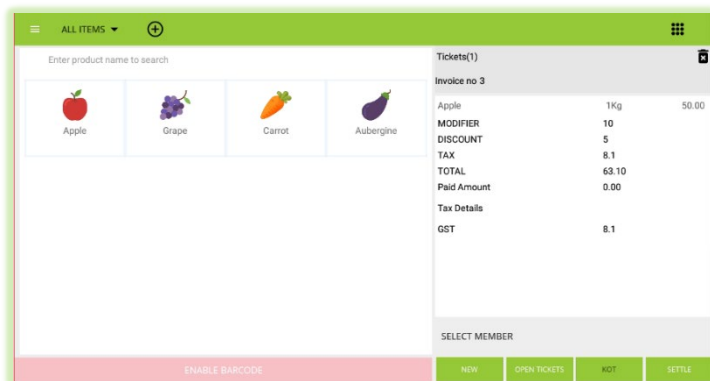 ALL ITEMS
Enter product name to search
Apple
Grape
Carrot
Aubergine
ENABLE BARCODE
Tickets(1)
Invoice no 3
Apple 1Kg 50.00
MODIFIER 10
DISCOUNT 5
TAX 8.1
TOTAL 63.10
Paid Amount 0.00
Tax Details
GST 8.1
SELECT MEMBER
NEW OPEN TICKETS KOT SETTLE